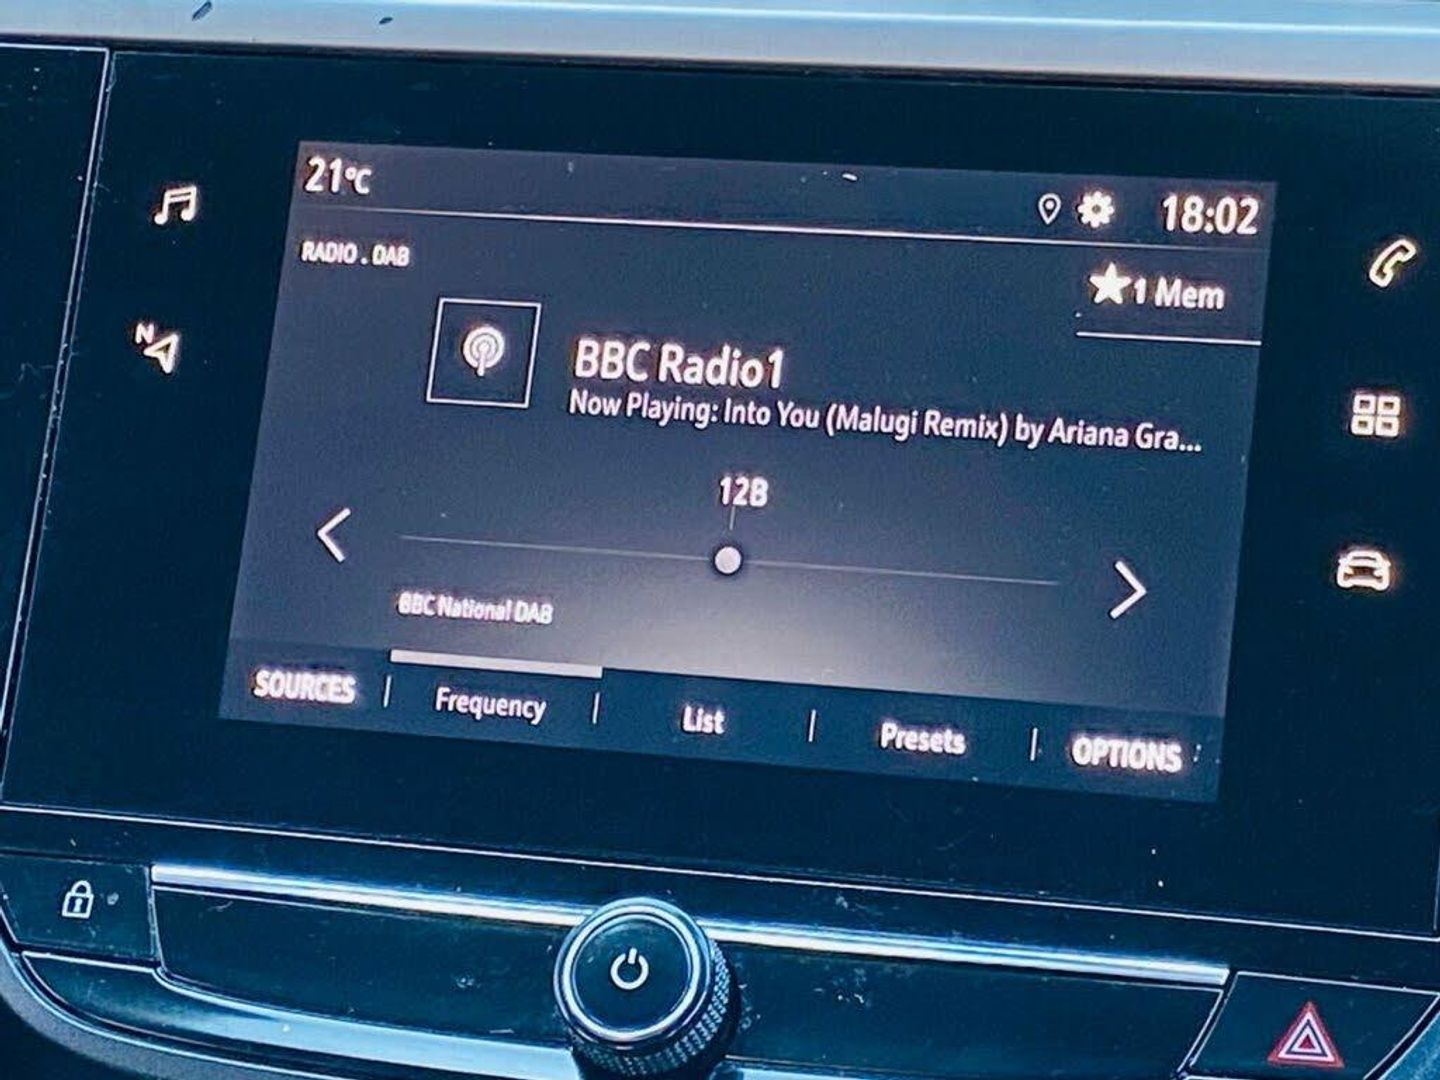 21°C
18:02
RADIO . DAB
1 Mem
BBC Radio1
Now Playing: Into You (Malugi Remix) by Ariana Gra...
12B
N
BBC National DAB
SOURCES | Frequency | List | Presets | OPTIONS